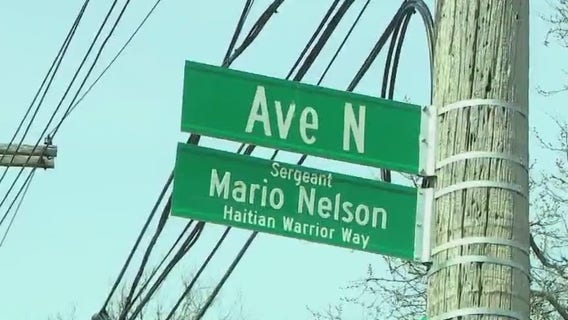 Ave N
Sergeant
Mario Nelson
Haitian Warrior Way